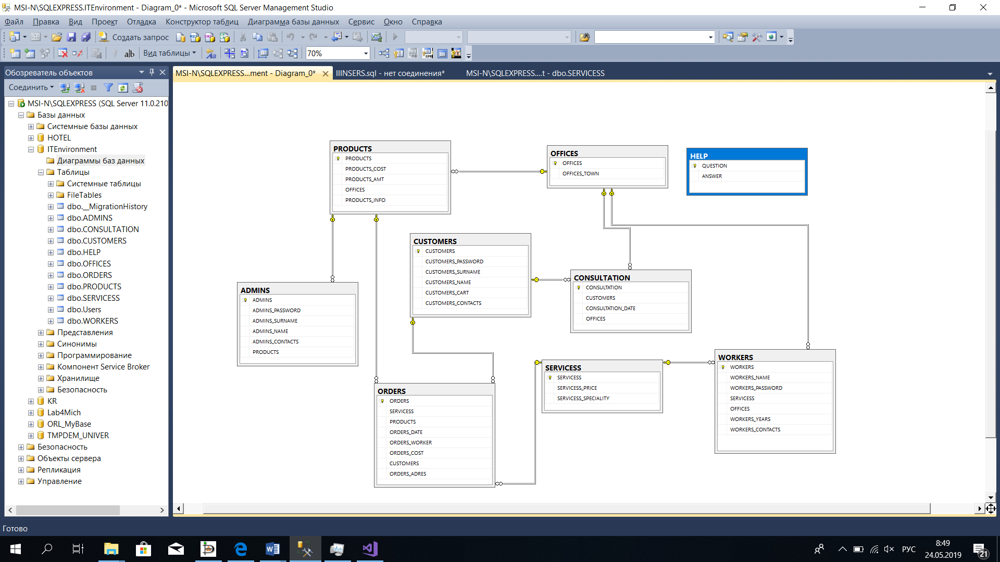 MSI-N\SQLEXPRESS.ITEnvironment - Diagram_0* - Microsoft SQL Server Management Studio
Файл Правка Вид Проект Отладка Конструктор таблиц Диаграмма базы данных Сервис Окно Справка
Создать запрос
Вид таблицы
70%
Обозреватель объектов
MSI-N\SQLEXPRESS...ment - Diagram_0*
IIINSERS.sql - нет соединения*
MSI-N\SQLEXPRESS....t - dbo.SERVICESS
Соединить
MSI-N\SQLEXPRESS (SQL Server 11.0.210
Базы данных
Системные базы данных
HOTEL
ITEnvironment
Диаграммы баз данных
Таблицы
Системные таблицы
FileTables
dbo.__MigrationHistory
dbo.ADMINS
dbo.CONSULTATION
dbo.CUSTOMERS
dbo.HELP
dbo.OFFICES
dbo.ORDERS
dbo.PRODUCTS
dbo.SERVICESS
dbo.Users
dbo.WORKERS
Представления
Синонимы
Программирование
Компонент Service Broker
Хранилище
Безопасность
KR
Lab4Mich
ORL_MyBase
TMPDEM_UNIVER
Безопасность
Объекты сервера
Репликация
Управление
PRODUCTS
PRODUCTS
PRODUCTS_COST
PRODUCTS_AMT
OFFICES
PRODUCTS_INFO
OFFICES
OFFICES
OFFICES_TOWN
HELP
QUESTION
ANSWER
CUSTOMERS
CUSTOMERS
CUSTOMERS_PASSWORD
CUSTOMERS_SURNAME
CUSTOMERS_NAME
CUSTOMERS_CART
CUSTOMERS_CONTACTS
CONSULTATION
CONSULTATION
CUSTOMERS
CONSULTATION_DATE
OFFICES
ADMINS
ADMINS
ADMINS_PASSWORD
ADMINS_SURNAME
ADMINS_NAME
ADMINS_CONTACTS
PRODUCTS
ORDERS
ORDERS
SERVICESS
PRODUCTS
ORDERS_DATE
ORDERS_WORKER
ORDERS_COST
CUSTOMERS
ORDERS_ADRES
SERVICESS
SERVICESS
SERVICESS_PRICE
SERVICESS_SPECIALITY
WORKERS
WORKERS
WORKERS_NAME
WORKERS_PASSWORD
SERVICESS
OFFICES
WORKERS_YEARS
WORKERS_CONTACTS
Готово
РУС
8:49
24.05.2019
21